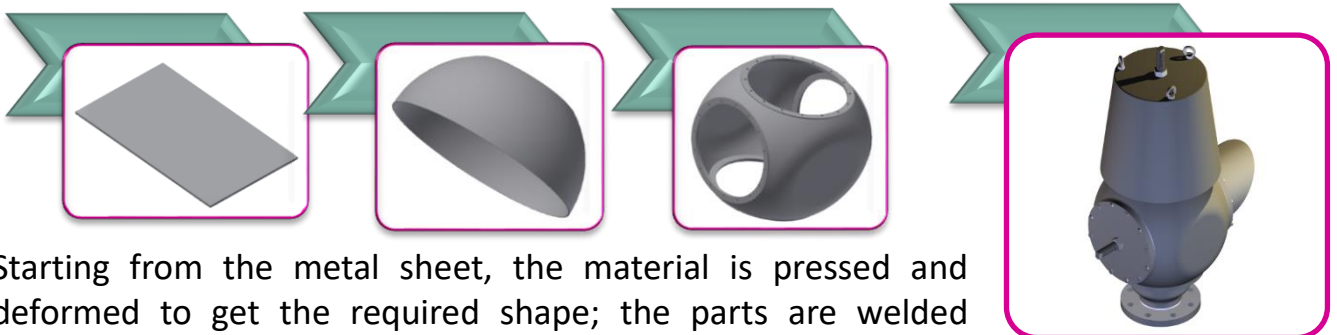 Starting from the metal sheet, the material is pressed and
deformed to get the required shape; the parts are welded